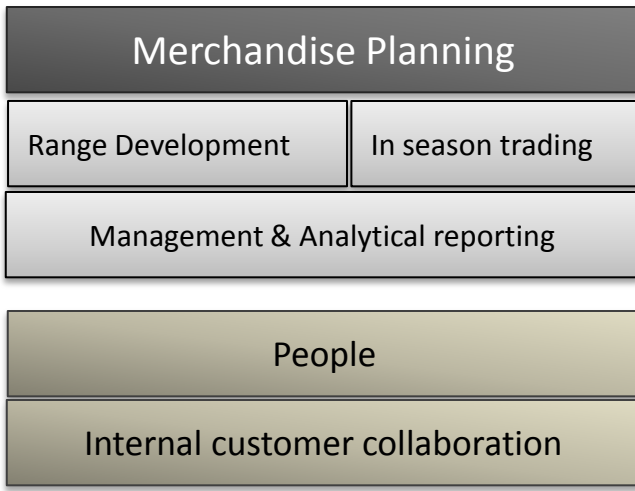 Merchandise Planning
Range Development
In season trading
Management & Analytical reporting
People
Internal customer collaboration